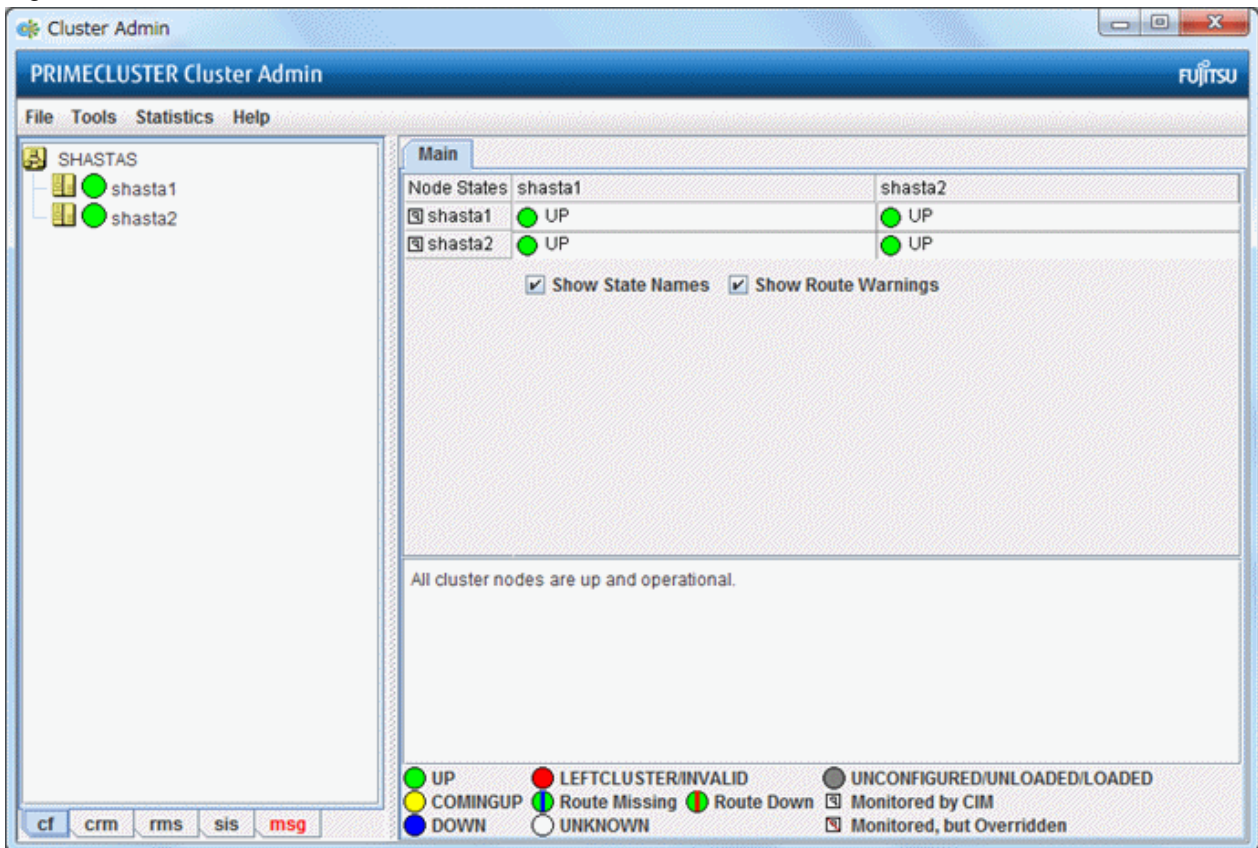 Cluster Admin
PRIMECLUSTER Cluster Admin
FUJITSU
File Tools Statistics Help
SHASTAS
shasta1
shasta2
Main
Node States shasta1 shasta2
shasta1 UP UP
shasta2 UP UP
Show State Names Show Route Warnings
All cluster nodes are up and operational.
UP LEFTCLUSTER/INVALID UNCONFIGURED/UNLOADED/LOADED
COMINGUP Route Missing Route Down Monitored by CIM
DOWN UNKNOWN Monitored, but Overridden
cf crm rms sis msg